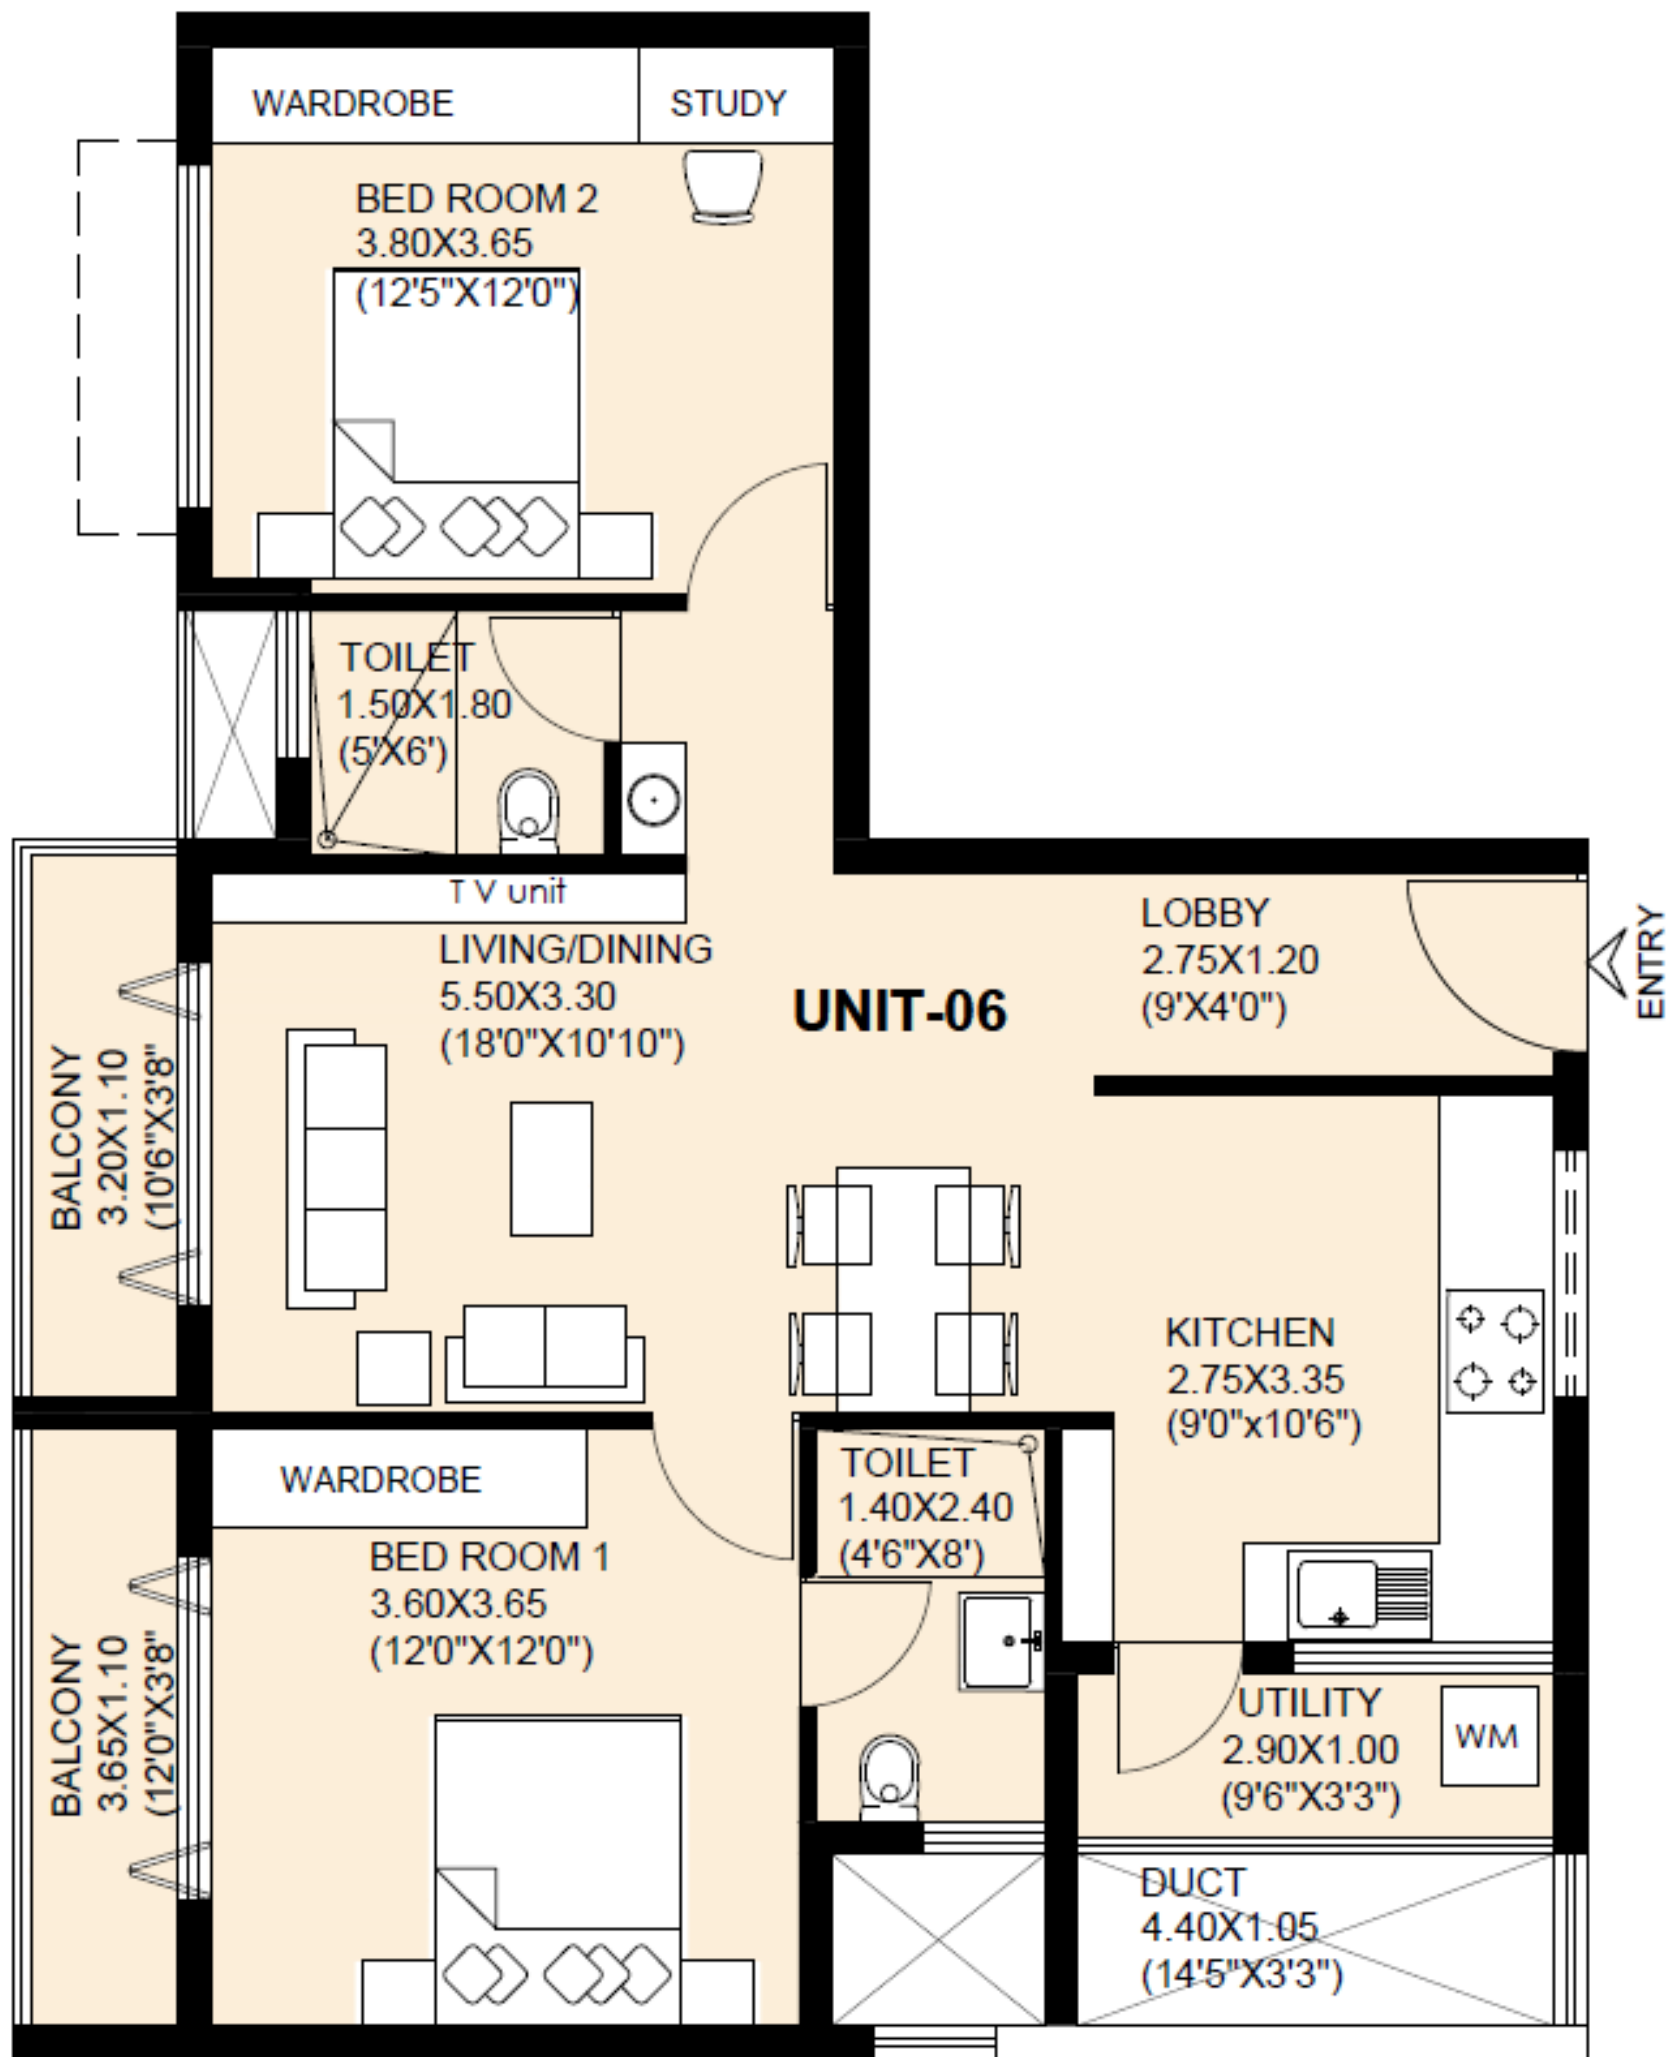 WARDROBE
STUDY
BED ROOM 2
3.80X3.65
(12'5"X12'0")
TOILET
1.50X1.80
(5'X6')
T V unit
LIVING/DINING
5.50X3.30
(18'0"X10'10")
UNIT-06
LOBBY
2.75X1.20
(9'X4'0")
ENTRY
BALCONY
3.20X1.10
(10'6"X3'8"
KITCHEN
2.75X3.35
(9'0"x10'6")
WARDROBE
TOILET
1.40X2.40
(4'6"X8')
BED ROOM 1
3.60X3.65
(12'0"X12'0")
BALCONY
3.65X1.10
(12'0"X3'8"
UTILITY
2.90X1.00
(9'6"X3'3")
WM
DUCT
4.40X1.05
(14'5"X3'3")